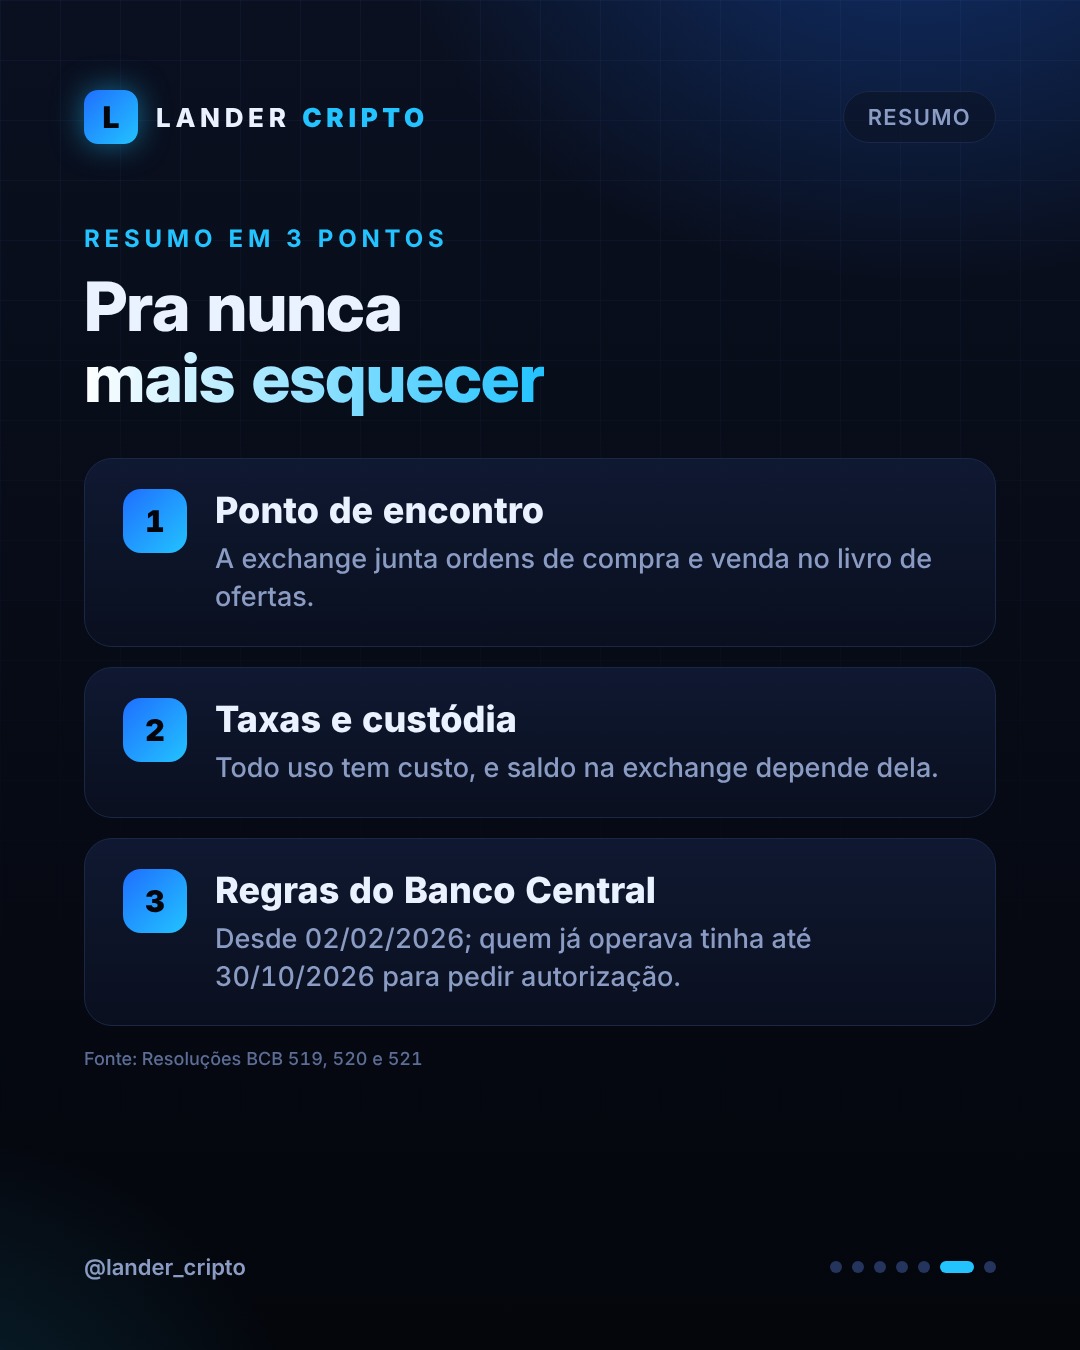 L LANDER CRIPTO
RESUMO
RESUMO EM 3 PONTOS
Pra nunca
mais esquecer
1 Ponto de encontro
A exchange junta ordens de compra e venda no livro de
ofertas.
2 Taxas e custódia
Todo uso tem custo, e saldo na exchange depende dela.
3 Regras do Banco Central
Desde 02/02/2026; quem já operava tinha até
30/10/2026 para pedir autorização.
Fonte: Resoluções BCB 519, 520 e 521
@lander_cripto